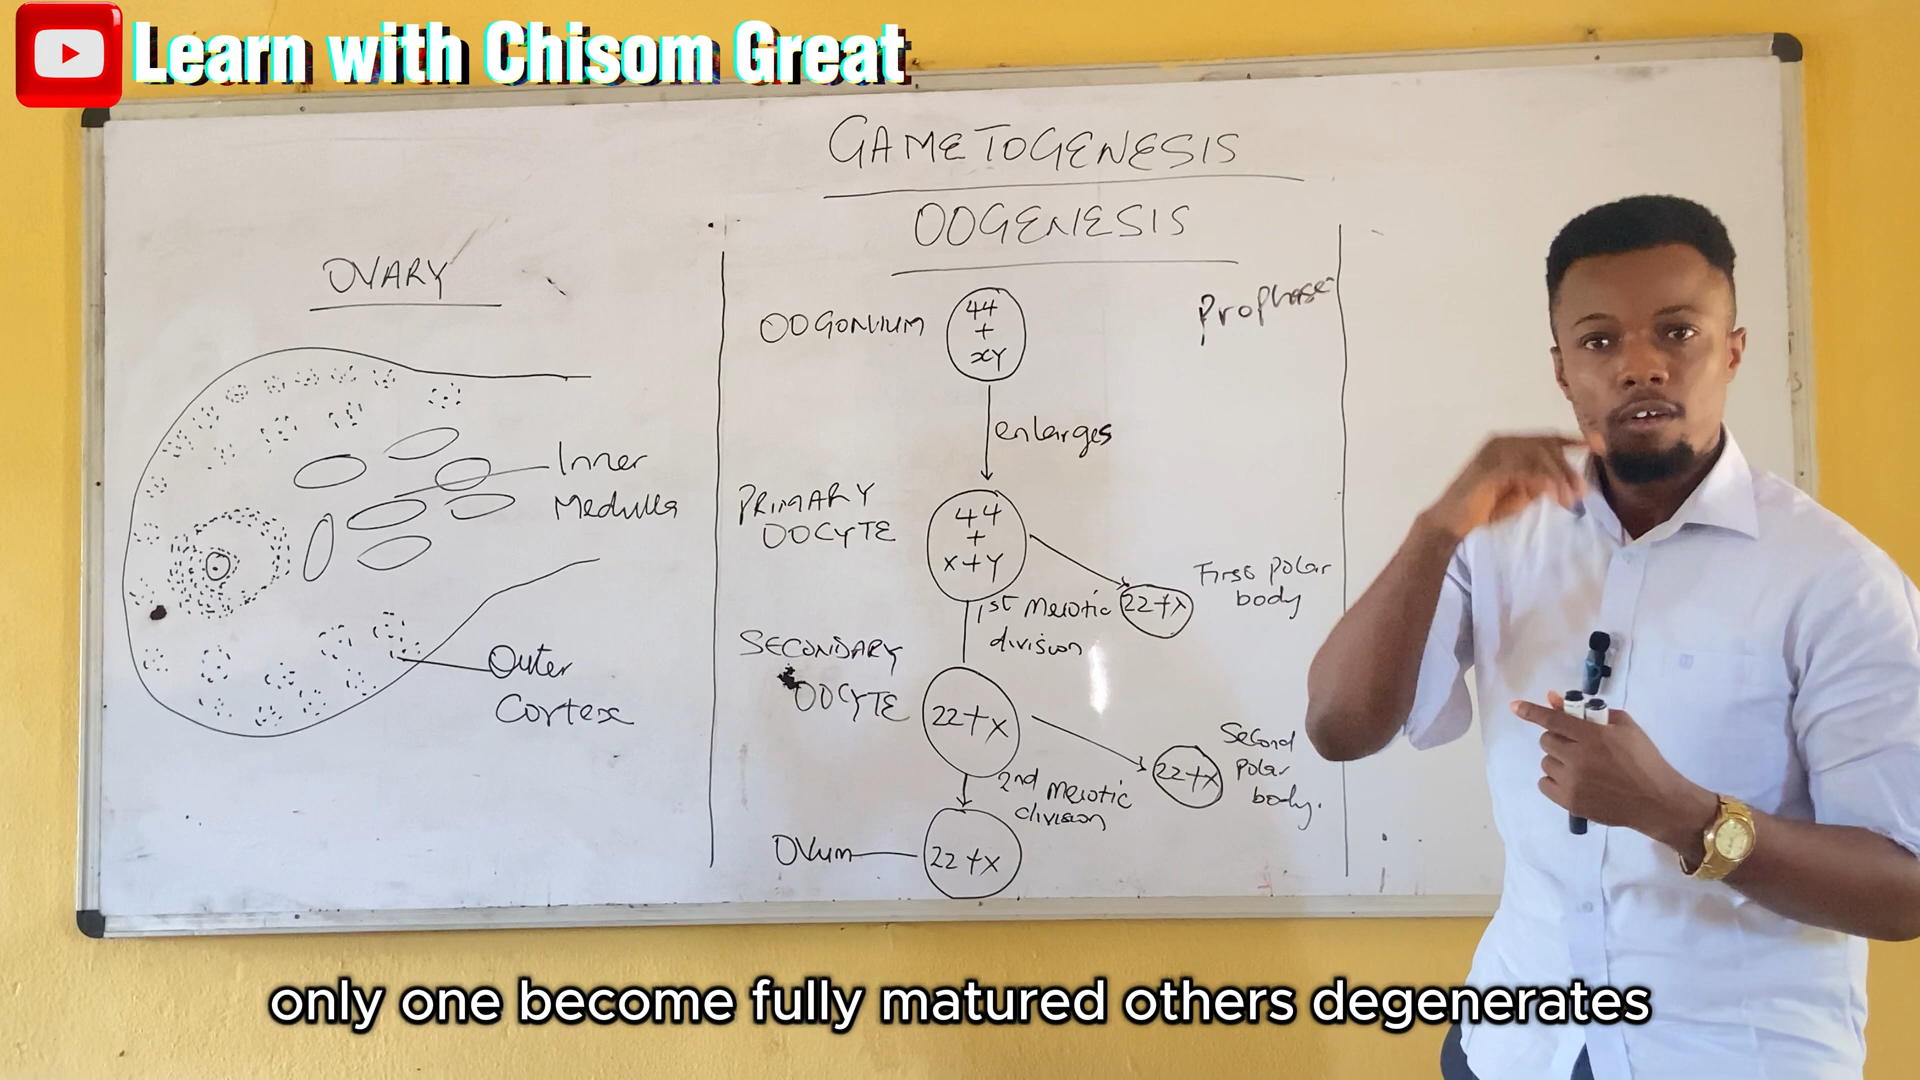 Learn with Chisom Great
GAMETOGENESIS
OOGENESIS
OVARY
Inner
Medulla
Outer
Cortex
OOGONIUM
44
+
xY
Prophase
enlarges
PRIMARY
OOCYTE
44
+
x+y
1st Meiotic
division
22+x
First polar
body
SECONDARY
OOCYTE
22+x
2nd Meiotic
division
22+x
Second
polar
body.
Ovum
22+x
only one become fully matured others degenerates